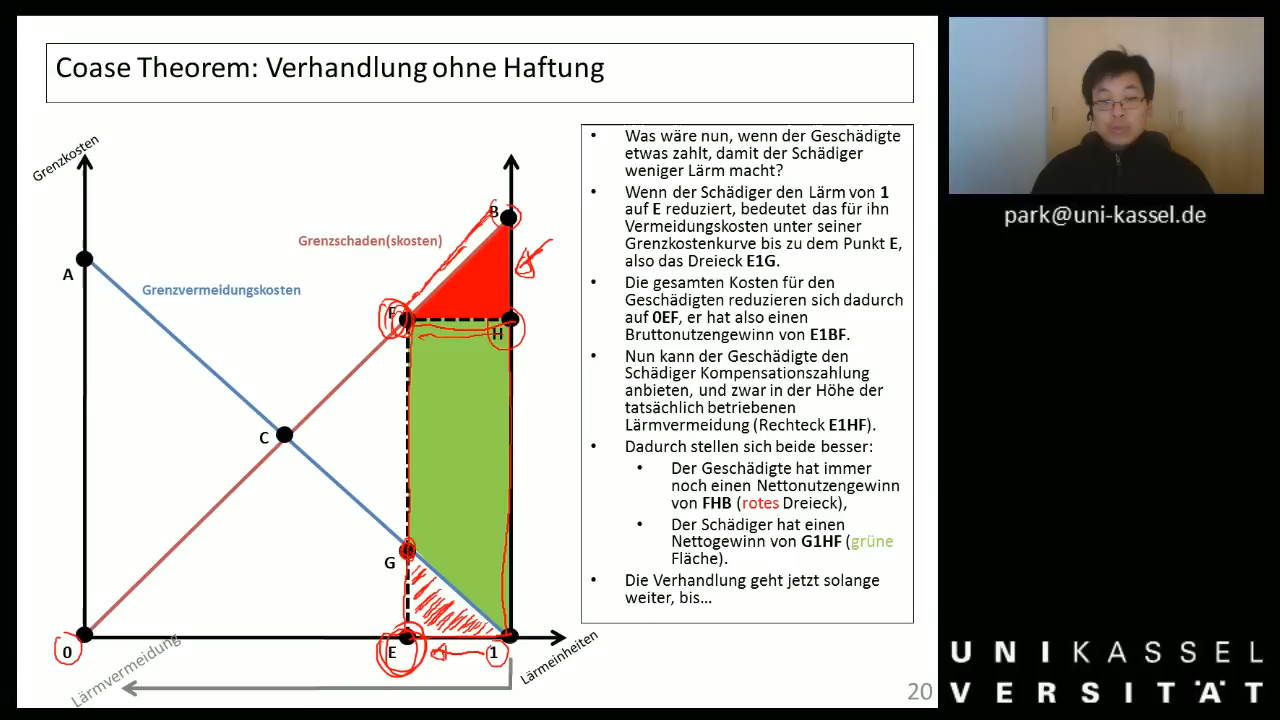 Coase Theorem: Verhandlung ohne Haftung
Grenzkosten
A
Grenzschaden(skosten)
Grenzvermeidungskosten
B
F
H
C
G
0
E
1
Lärmeinheiten
Lärmvermeidung
• Was wäre nun, wenn der Geschädigte
etwas zahlt, damit der Schädiger
weniger Lärm macht?
• Wenn der Schädiger den Lärm von 1
auf E reduziert, bedeutet das für ihn
Vermeidungskosten unter seiner
Grenzkostenkurve bis zu dem Punkt E,
also das Dreieck E1G.
• Die gesamten Kosten für den
Geschädigten reduzieren sich dadurch
auf 0EF, er hat also einen
Bruttonutzengewinn von E1BF.
• Nun kann der Geschädigte den
Schädiger Kompensationszahlung
anbieten, und zwar in der Höhe der
tatsächlich betriebenen
Lärmvermeidung (Rechteck E1HF).
• Dadurch stellen sich beide besser:
• Der Geschädigte hat immer
noch einen Nettonutzengewinn
von FHB (rotes Dreieck),
• Der Schädiger hat einen
Nettogewinn von G1HF (grüne
Fläche).
• Die Verhandlung geht jetzt solange
weiter, bis...
20
park@uni-kassel.de
UNIKASSEL
VERSITÄT